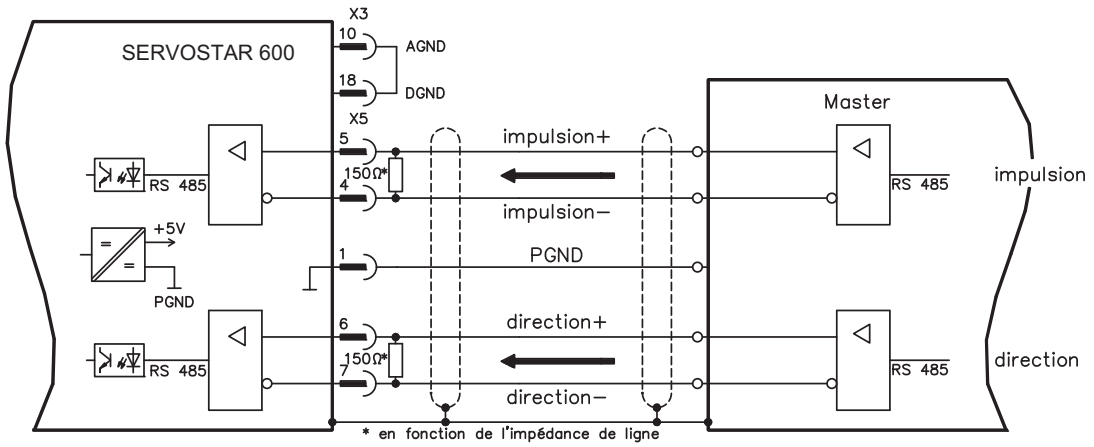 X3
10
AGND
SERVOSTAR 600
18
DGND
Master
X5
5
impulsion+
150Ω*
RS 485
4
impulsion-
RS 485
impulsion
+5V
1
PGND
PGND
6
direction+
150Ω*
RS 485
7
direction-
RS 485
direction
* en fonction de l'impédance de ligne